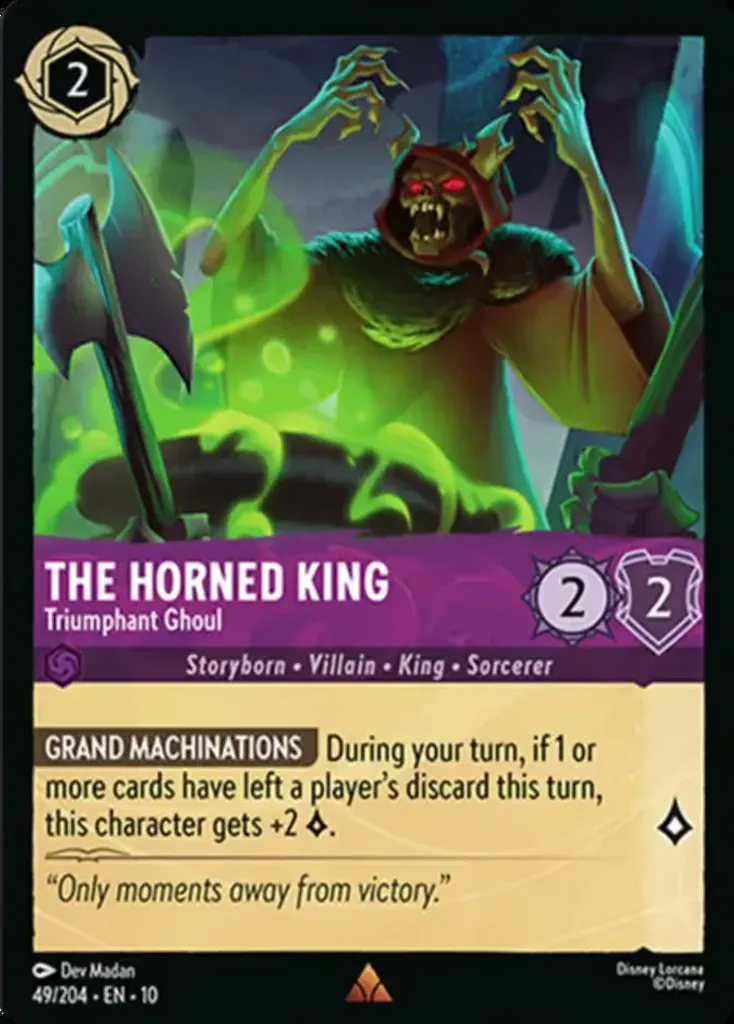 2
THE HORNED KING
Triumphant Ghoul
2 2
Storyborn • Villain • King • Sorcerer
GRAND MACHINATIONS During your turn, if 1 or
more cards have left a player's discard this turn,
this character gets +2 .
“Only moments away from victory.”
Dev Madan
49/204 • EN • 10
Disney Lorcana
©Disney